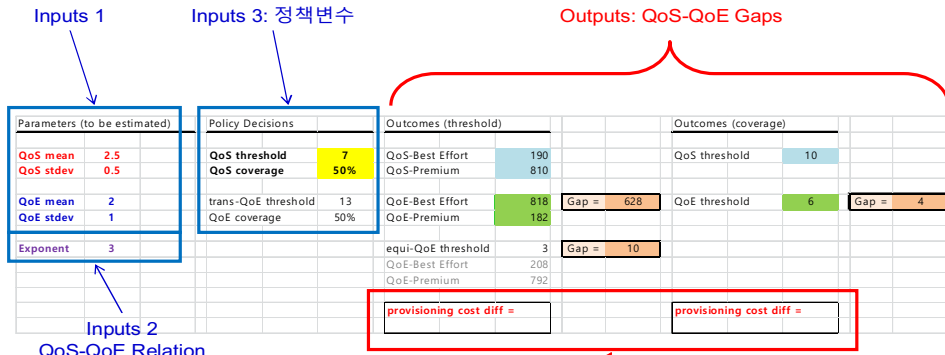 Inputs 1
Inputs 3: 정책변수
Outputs: QoS-QoE Gaps
Parameters (to be estimated)
Policy Decisions
Outcomes (threshold)
Outcomes (coverage)
QoS mean 2.5
QoS threshold 7
QoS-Best Effort 190
QoS threshold 10
QoS stdev 0.5
QoS coverage 50%
QoS-Premium 810
QoE mean 2
trans-QoE threshold 13
QoE-Best Effort 818
Gap = 628
QoE threshold 6
Gap = 4
QoE stdev 1
QoE coverage 50%
QoE-Premium 182
Exponent 3
equi-QoE threshold 3
Gap = 10
QoE-Best Effort 208
QoE-Premium 792
provisioning cost diff =
provisioning cost diff =
Inputs 2
QoS-QoE Relation